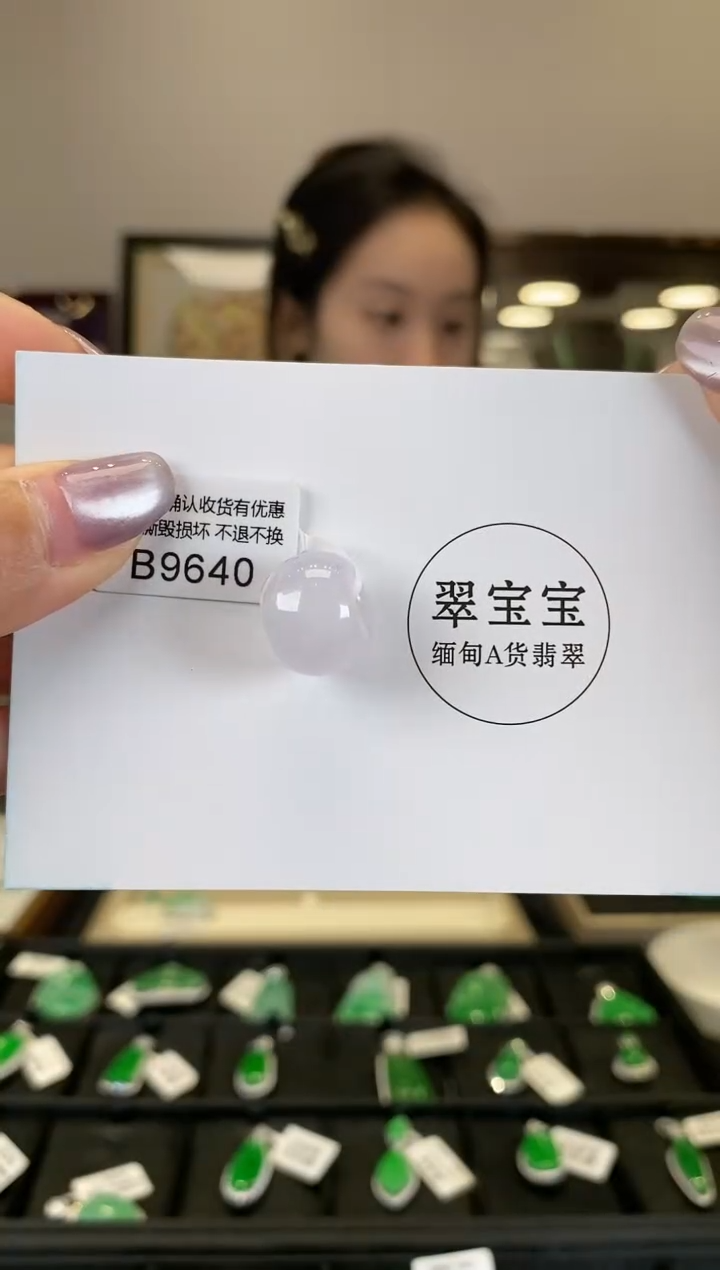 确认收货有优惠
撕毁损坏 不退不换
B9640
翠宝宝
缅甸A货翡翠